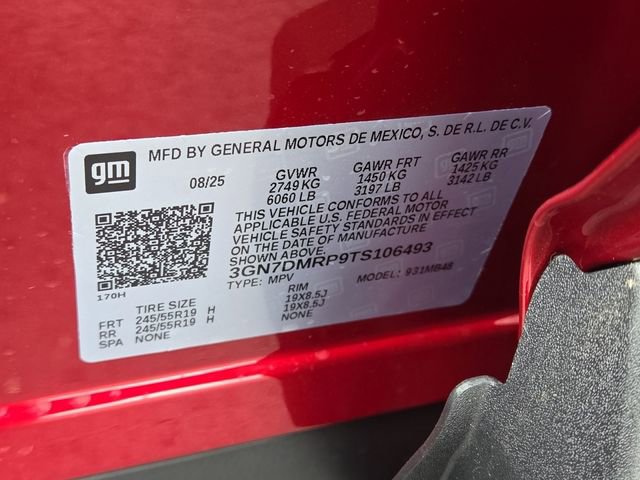 gm
MFD BY GENERAL MOTORS DE MEXICO, S. DE R.L. DE C.V.
08/25 GVWR GAWR FRT GAWR RR
2749 KG 1450 KG 1425 KG
6060 LB 3197 LB 3142 LB
THIS VEHICLE CONFORMS TO ALL
APPLICABLE U.S. FEDERAL MOTOR
VEHICLE SAFETY STANDARDS IN EFFECT
ON THE DATE OF MANUFACTURE
3GN7DMRP9TS106493
TYPE: MPV MODEL: 931MB48
170H
TIRE SIZE RIM
FRT 245/55R19 H 19X8.5J
RR 245/55R19 H 19X8.5J
SPA NONE NONE